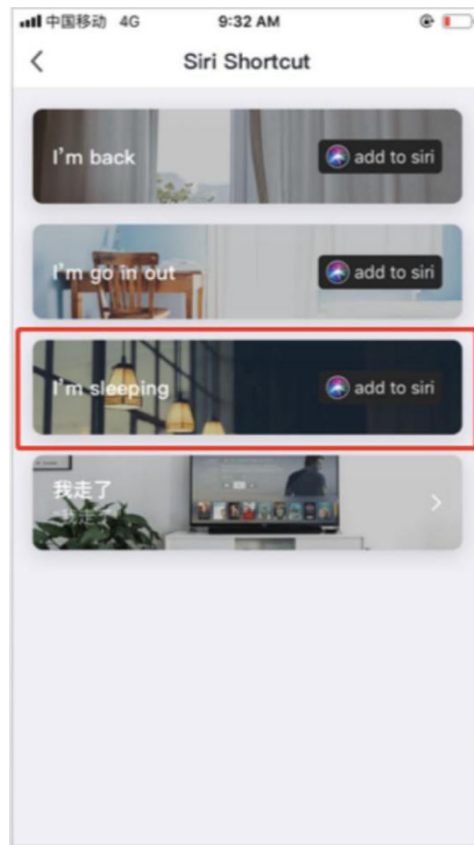 中国移动 4G 9:32 AM
Siri Shortcut
I'm back
add to siri
I'm go in out
add to siri
I'm sleeping
add to siri
我走了